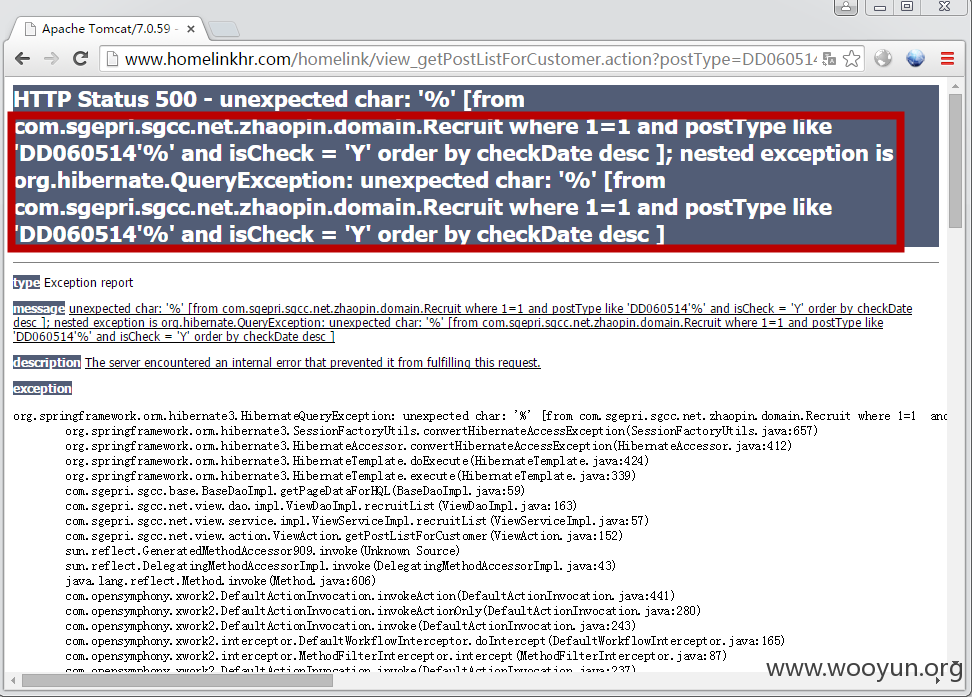 Apache Tomcat/7.0.59 -
www.homelinkhr.com/homelink/view_getPostListForCustomer.action?postType=DD060514
HTTP Status 500 - unexpected char: '%' [from
com.sgepri.sgcc.net.zhaopin.domain.Recruit where 1=1 and postType like
'DD060514'%' and isCheck = 'Y' order by checkDate desc ]; nested exception is
org.hibernate.QueryException: unexpected char: '%' [from
com.sgepri.sgcc.net.zhaopin.domain.Recruit where 1=1 and postType like
'DD060514'%' and isCheck = 'Y' order by checkDate desc ]
type Exception report
message unexpected char: '%' [from com.sgepri.sgcc.net.zhaopin.domain.Recruit where 1=1 and postType like 'DD060514'%' and isCheck = 'Y' order by checkDate
desc ]; nested exception is org.hibernate.QueryException: unexpected char: '%' [from com.sgepri.sgcc.net.zhaopin.domain.Recruit where 1=1 and postType like
'DD060514'%' and isCheck = 'Y' order by checkDate desc ]
description The server encountered an internal error that prevented it from fulfilling this request.
exception
org.springframework.orm.hibernate3.HibernateQueryException: unexpected char: '%' [from com.sgepri.sgcc.net.zhaopin.domain.Recruit where 1=1 and
org.springframework.orm.hibernate3.SessionFactoryUtils.convertHibernateAccessException(SessionFactoryUtils.java:657)
org.springframework.orm.hibernate3.HibernateAccessor.convertHibernateAccessException(HibernateAccessor.java:412)
org.springframework.orm.hibernate3.HibernateTemplate.doExecute(HibernateTemplate.java:424)
org.springframework.orm.hibernate3.HibernateTemplate.execute(HibernateTemplate.java:339)
com.sgepri.sgcc.base.BaseDaoImpl.getPageDataForHQL(BaseDaoImpl.java:59)
com.sgepri.sgcc.net.view.dao.impl.ViewDaoImpl.recruitList(ViewDaoImpl.java:163)
com.sgepri.sgcc.net.view.service.impl.ViewServiceImpl.recruitList(ViewServiceImpl.java:57)
com.sgepri.sgcc.net.view.action.ViewAction.getPostListForCustomer(ViewAction.java:152)
sun.reflect.GeneratedMethodAccessor909.invoke(Unknown Source)
sun.reflect.DelegatingMethodAccessorImpl.invoke(DelegatingMethodAccessorImpl.java:43)
java.lang.reflect.Method.invoke(Method.java:606)
com.opensymphony.xwork2.DefaultActionInvocation.invokeAction(DefaultActionInvocation.java:441)
com.opensymphony.xwork2.DefaultActionInvocation.invokeActionOnly(DefaultActionInvocation.java:280)
com.opensymphony.xwork2.DefaultActionInvocation.invoke(DefaultActionInvocation.java:243)
com.opensymphony.xwork2.interceptor.DefaultWorkflowInterceptor.doIntercept(DefaultWorkflowInterceptor.java:165)
com.opensymphony.xwork2.interceptor.MethodFilterInterceptor.intercept(MethodFilterInterceptor.java:87)
com.opensymphony.xwork2.DefaultActionInvocation.invoke(DefaultActionInvocation.java:237)
www.wooyun.org